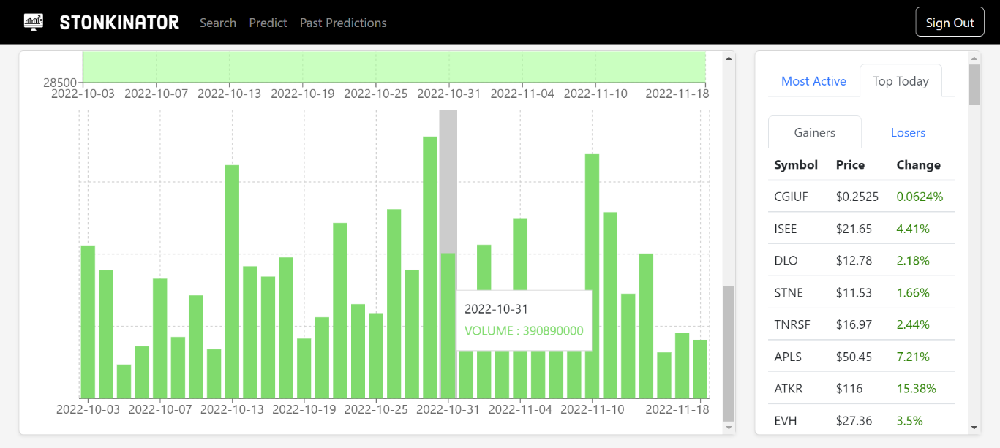 STONKINATOR Search Predict Past Predictions Sign Out
28500
2022-10-03 2022-10-07 2022-10-13 2022-10-19 2022-10-25 2022-10-31 2022-11-04 2022-11-10 2022-11-18
2022-10-31
VOLUME : 390890000
2022-10-03 2022-10-07 2022-10-13 2022-10-19 2022-10-25 2022-10-31 2022-11-04 2022-11-10 2022-11-18
Most Active Top Today
Gainers Losers
Symbol Price Change
CGIUF $0.2525 0.0624%
ISEE $21.65 4.41%
DLO $12.78 2.18%
STNE $11.53 1.66%
TNRSF $16.97 2.44%
APLS $50.45 7.21%
ATKR $116 15.38%
EVH $27.36 3.5%